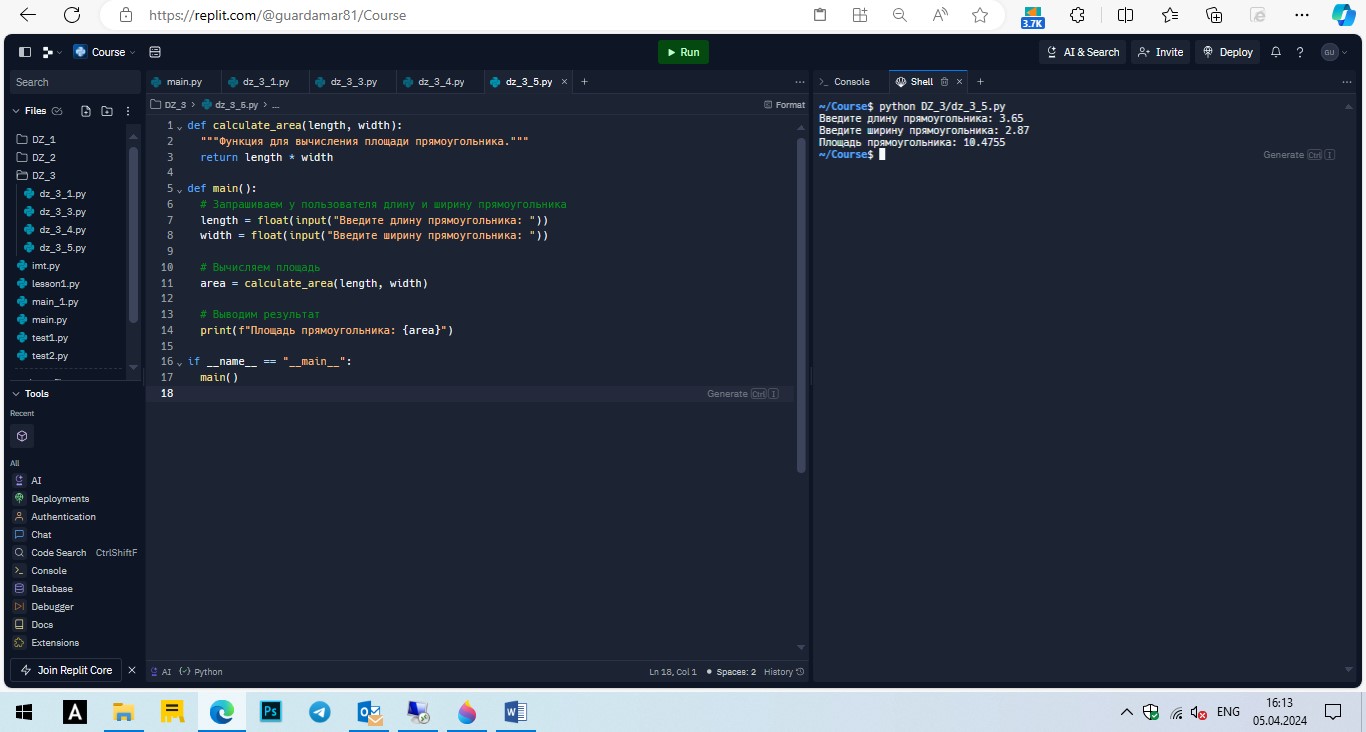 https://replit.com/@guardamar81/Course
3.7K
Course
Run
AI & Search
Invite
Deploy
GU
Search
main.py
dz_3_1.py
dz_3_3.py
dz_3_4.py
dz_3_5.py
Console
Shell
Files
DZ_3 > dz_3_5.py > ...
Format
DZ_1
DZ_2
DZ_3
dz_3_1.py
dz_3_3.py
dz_3_4.py
dz_3_5.py
imt.py
lesson1.py
main_1.py
main.py
test1.py
test2.py
Tools
Recent
All
AI
Deployments
Authentication
Chat
Code Search CtrlShiftF
Console
Database
Debugger
Docs
Extensions
Join Replit Core
1 def calculate_area(length, width):
2 """Функция для вычисления площади прямоугольника."""
3 return length * width
4
5 def main():
6 # Запрашиваем у пользователя длину и ширину прямоугольника
7 length = float(input("Введите длину прямоугольника: "))
8 width = float(input("Введите ширину прямоугольника: "))
9
10 # Вычисляем площадь
11 area = calculate_area(length, width)
12
13 # Выводим результат
14 print(f"Площадь прямоугольника: {area}")
15
16 if __name__ == "__main__":
17 main()
18
Generate Ctrl I
AI Python
Ln 18, Col 1 Spaces: 2 History
~/Course$ python DZ_3/dz_3_5.py
Введите длину прямоугольника: 3.65
Введите ширину прямоугольника: 2.87
Площадь прямоугольника: 10.4755
~/Course$
Generate Ctrl I
A
Ps
ENG
16:13
05.04.2024